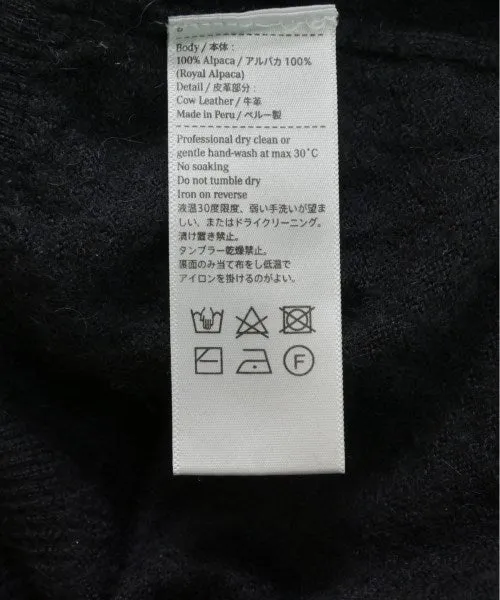 Body / 本体 :
100% Alpaca / アルパカ 100%
(Royal Alpaca)
Detail / 皮革部分 :
Cow Leather / 牛革
Made in Peru / ペルー製
Professional dry clean or
gentle hand-wash at max 30˚C
No soaking
Do not tumble dry
Iron on reverse
液温30度限度、弱い手洗いが望ま
しい、またはドライクリーニング。
漬け置き禁止。
タンブラー乾燥禁止。
裏面のみ当て布をし低温で
アイロンを掛けるのがよい。
F